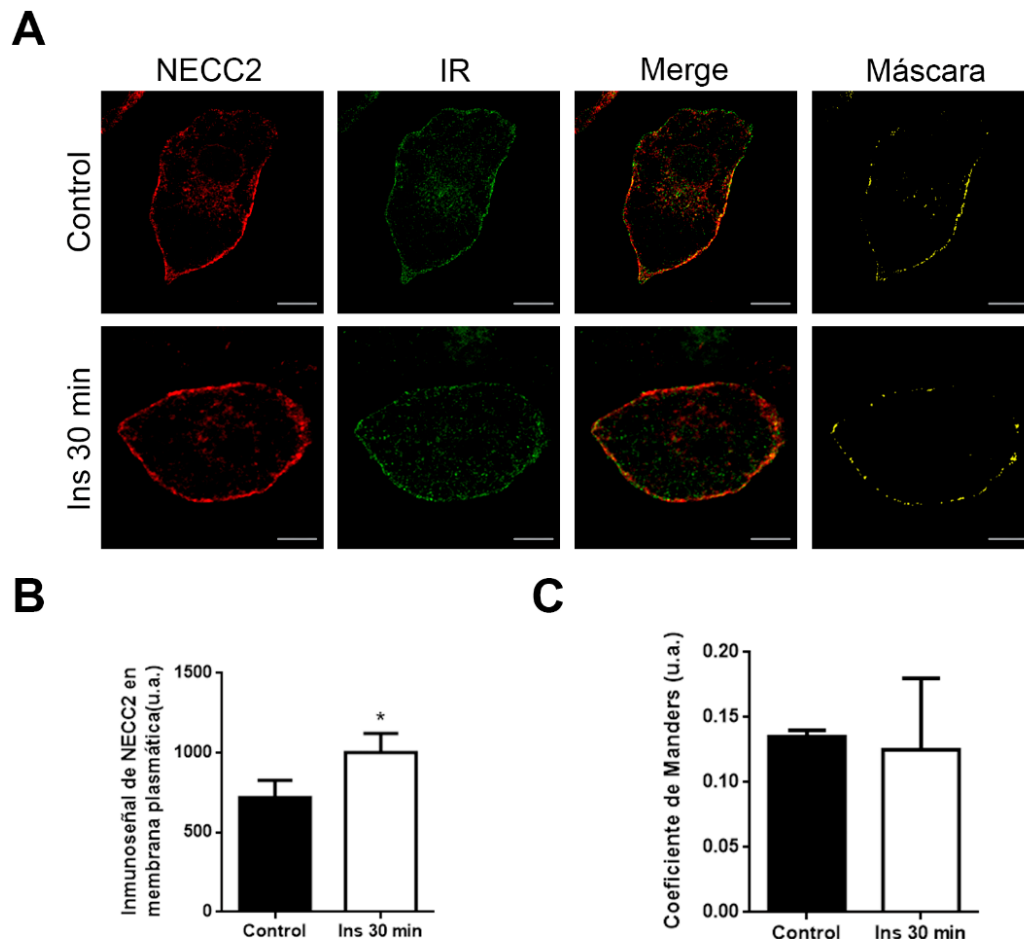 A
NECC2
IR
Merge
Máscara
Control
Ins 30 min
B
Inmunoseñal de NECC2 en
membrana plasmática(u.a.)
1500
1000
500
0
*
Control
Ins 30 min
C
Coeficiente de Manders (u.a.)
0.20
0.15
0.10
0.05
0.00
Control
Ins 30 min